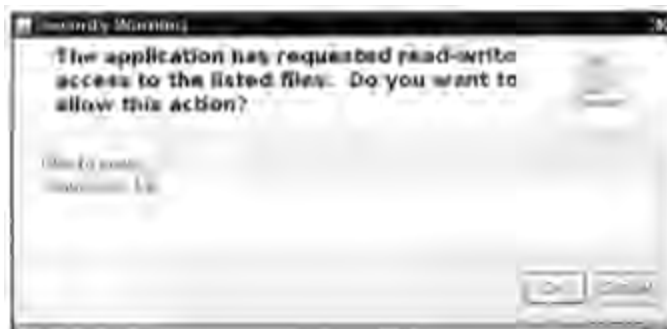 Security Warning
The application has requested read-write
access to the listed files. Do you want to
allow this action?